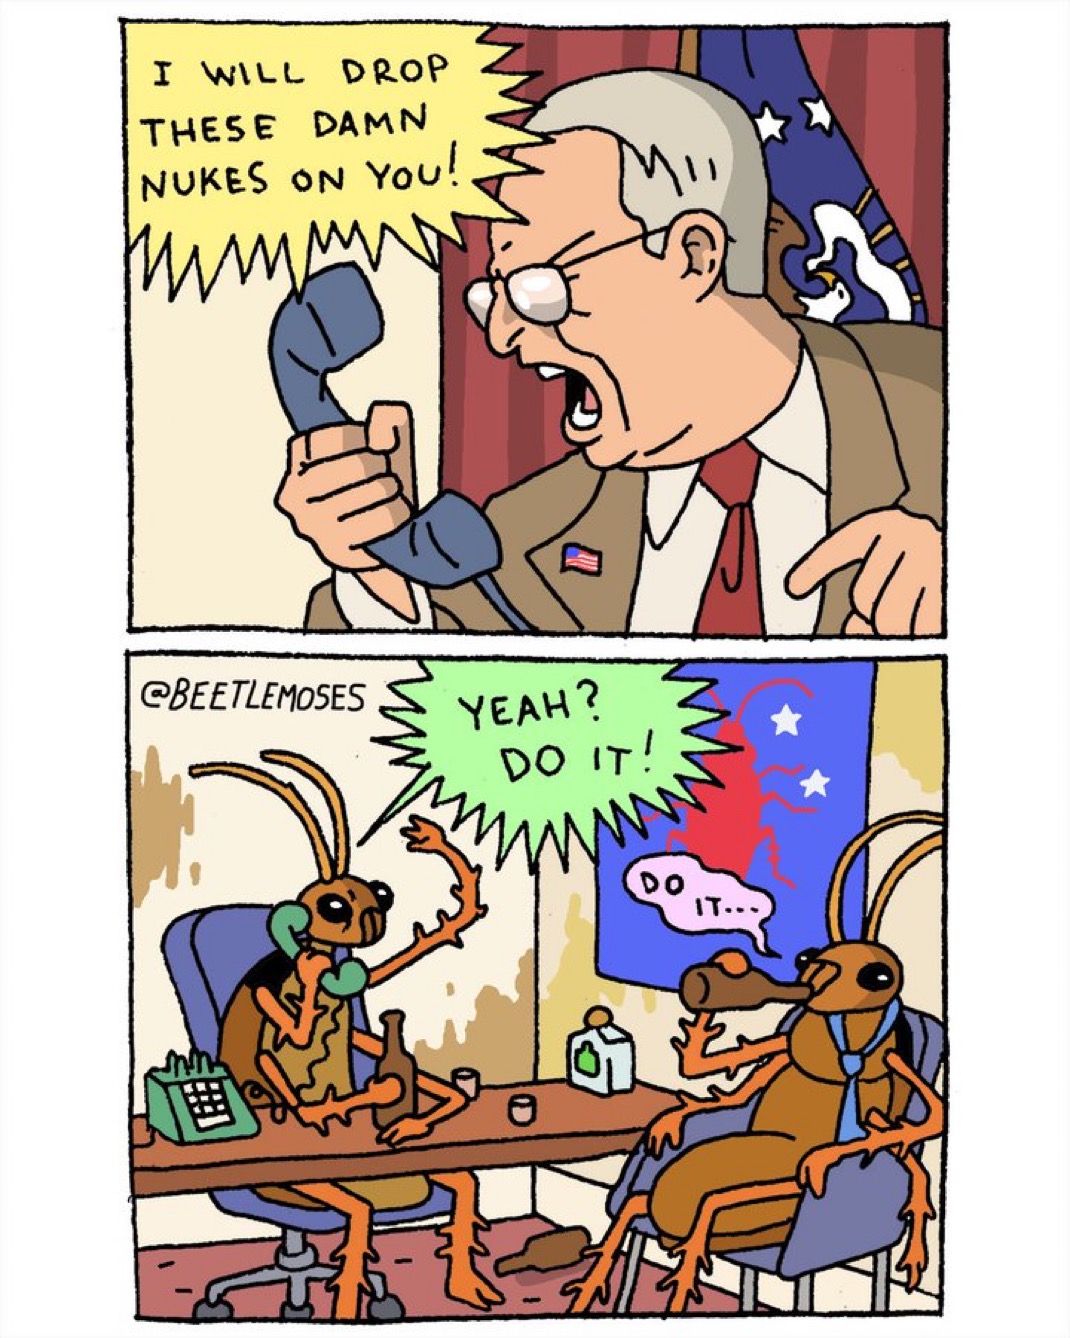 I WILL DROP
THESE DAMN
NUKES ON YOU!
@BEETLEMOSES
YEAH?
DO IT!
DO
IT...